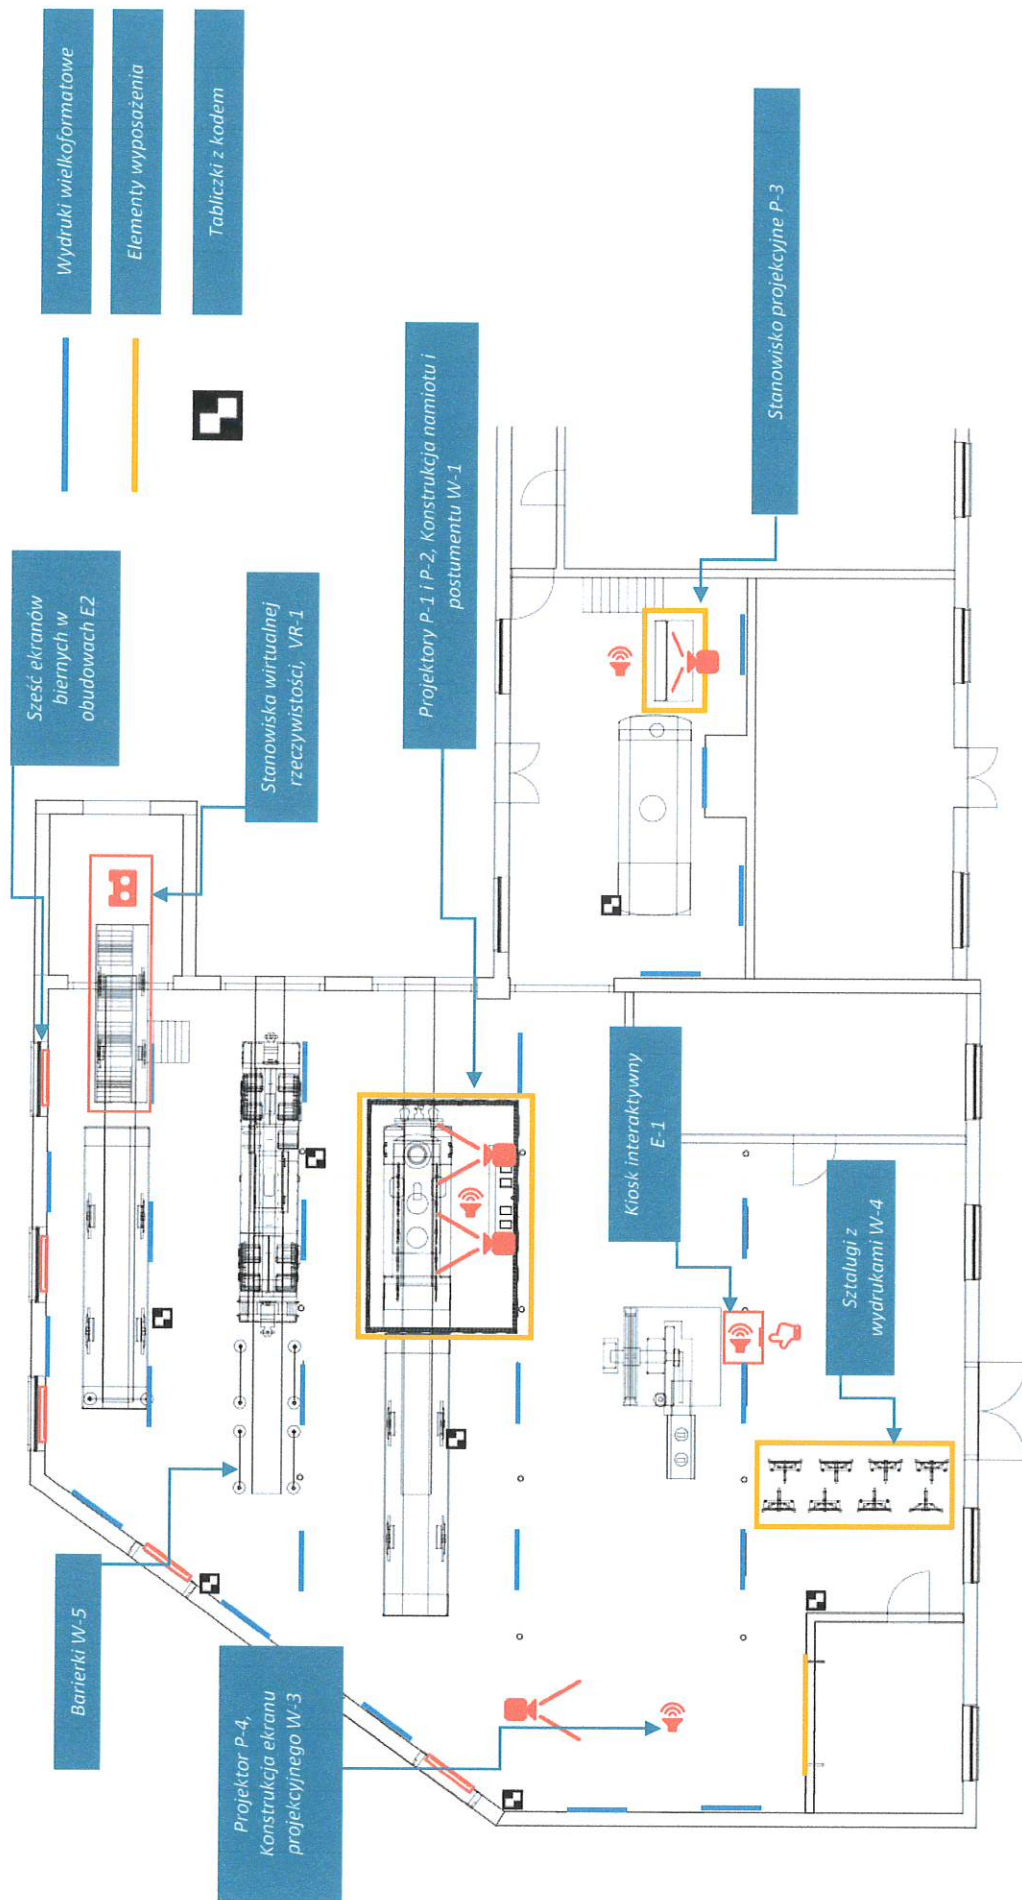 Wydruki wielkoformatowe
Elementy wyposażenia
Tabliczki z kodem
Sześć ekranów
biernych w
obudowach E2
Stanowiska wirtualnej
rzeczywistości, VR-1
Projektory P-1 i P-2, Konstrukcja namiotu i
postumentu W-1
Stanowisko projekcyjne P-3
Kiosk interaktywny
E-1
Sztalugi z
wydrukami W-4
Barierki W-5
Projektor P-4,
Konstrukcja ekranu
projekcyjnego W-3